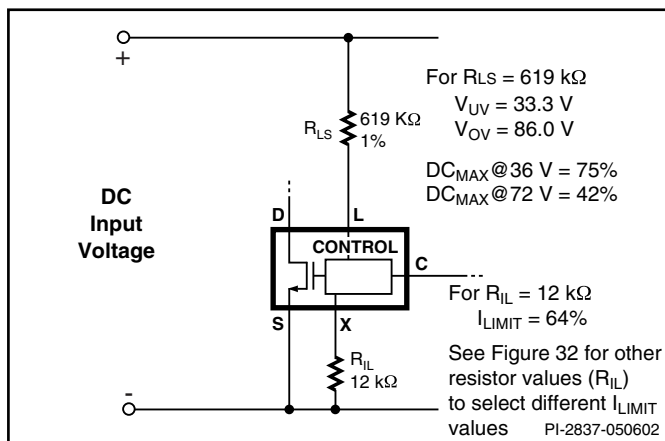 +
For RLS = 619 kΩ
VUV = 33.3 V
VOV = 86.0 V
DCMAX@36 V = 75%
DCMAX@72 V = 42%
RLS
619 KΩ
1%
DC
Input
Voltage
D
L
CONTROL
C
S
X
For RIL = 12 kΩ
ILIMIT = 64%
RIL
12 kΩ
See Figure 32 for other
resistor values (RIL)
to select different ILIMIT
values
PI-2837-050602
-